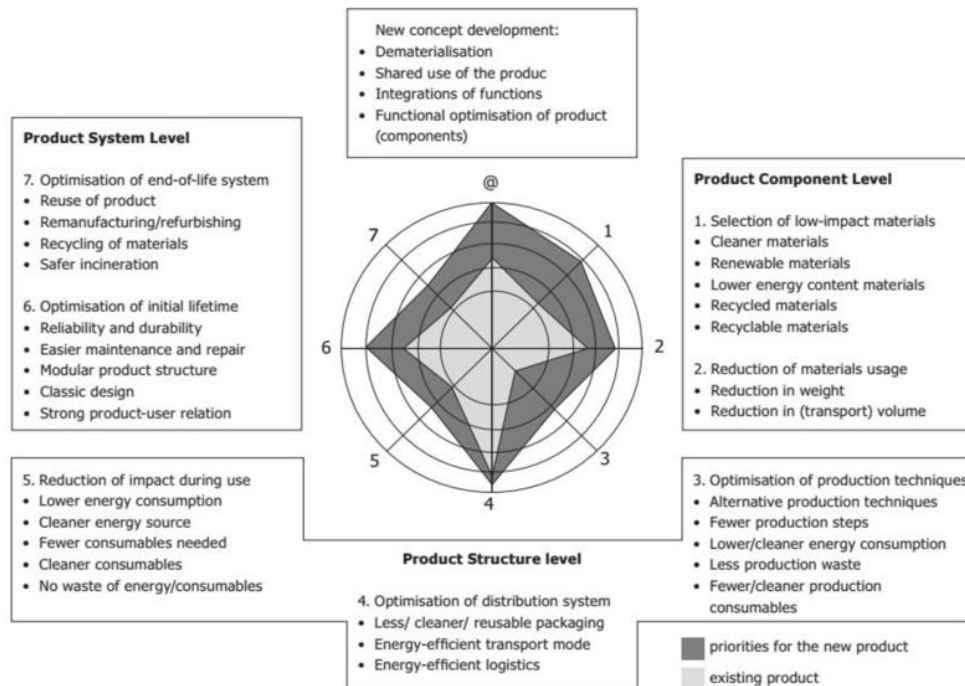 New concept development:
• Dematerialisation
• Shared use of the produc
• Integrations of functions
• Functional optimisation of product
(components)
Product System Level
7. Optimisation of end-of-life system
• Reuse of product
• Remanufacturing/refurbishing
• Recycling of materials
• Safer incineration
6. Optimisation of initial lifetime
• Reliability and durability
• Easier maintenance and repair
• Modular product structure
• Classic design
• Strong product-user relation
@
1
2
3
4
5
6
7
Product Component Level
1. Selection of low-impact materials
• Cleaner materials
• Renewable materials
• Lower energy content materials
• Recycled materials
• Recyclable materials
2. Reduction of materials usage
• Reduction in weight
• Reduction in (transport) volume
5. Reduction of impact during use
• Lower energy consumption
• Cleaner energy source
• Fewer consumables needed
• Cleaner consumables
• No waste of energy/consumables
Product Structure level
4. Optimisation of distribution system
• Less/ cleaner/ reusable packaging
• Energy-efficient transport mode
• Energy-efficient logistics
3. Optimisation of production techniques
• Alternative production techniques
• Fewer production steps
• Lower/cleaner energy consumption
• Less production waste
• Fewer/cleaner production
consumables
priorities for the new product
existing product